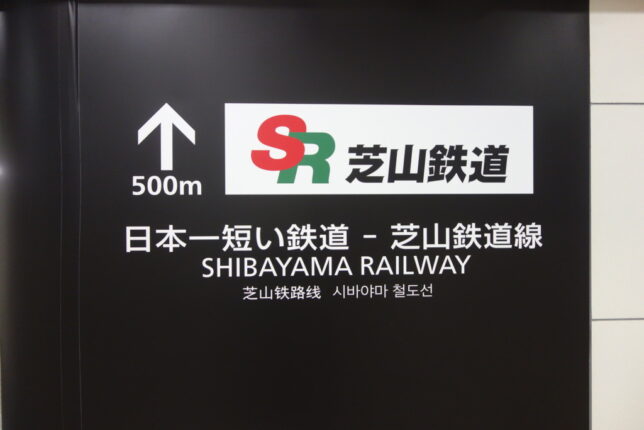 500m
SR 芝山鉄道
日本一短い鉄道 - 芝山鉄道線
SHIBAYAMA RAILWAY
芝山铁路线 시바야마 철도선